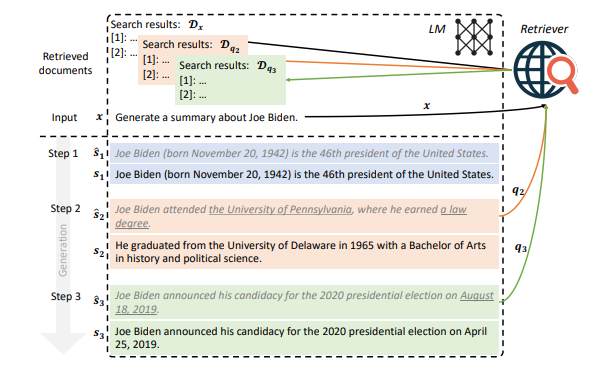 Search results: 𝒟x
[1]: ...
[2]: ...
Search results: 𝒟q2
[1]: ...
[2]: ...
Search results: 𝒟q3
[1]: ...
[2]: ...
LM
Retriever
Retrieved
documents
x
Input x Generate a summary about Joe Biden.
Step 1 ŝ1 Joe Biden (born November 20, 1942) is the 46th president of the United States.
s1 Joe Biden (born November 20, 1942) is the 46th president of the United States.
q2
Step 2 ŝ2 Joe Biden attended the University of Pennsylvania, where he earned a law
degree.
s2 He graduated from the University of Delaware in 1965 with a Bachelor of Arts
in history and political science.
q3
Generation
Step 3 ŝ3 Joe Biden announced his candidacy for the 2020 presidential election on August
18, 2019.
s3 Joe Biden announced his candidacy for the 2020 presidential election on April
25, 2019.